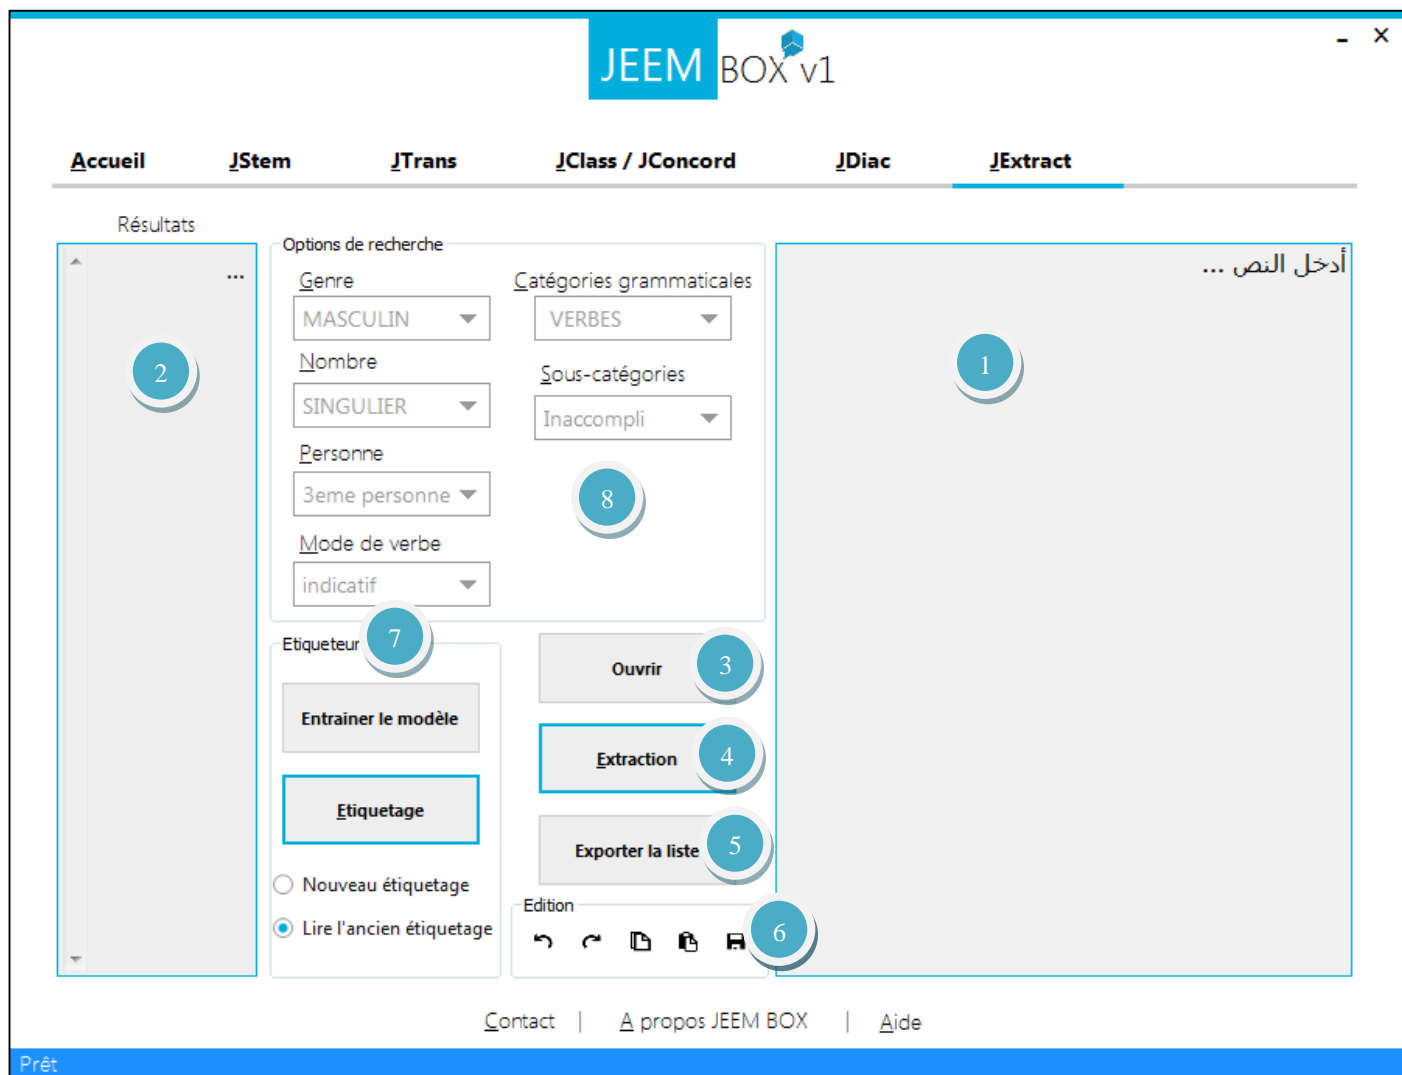 JEEM BOX v1
Accueil JStem JTrans JClass / JConcord JDiac JExtract
Résultats
...
2
Options de recherche
Genre
MASCULIN
Nombre
SINGULIER
Personne
3eme personne
Mode de verbe
indicatif
Catégories grammaticales
VERBES
Sous-catégories
Inaccompli
8
Etiqueteur
7
Entrainer le modèle
Etiquetage
Nouveau étiquetage
Lire l'ancien étiquetage
Ouvrir
3
Extraction
4
Exporter la liste
5
Edition
6
أدخل النص ...
1
Contact | A propos JEEM BOX | Aide
Prêt